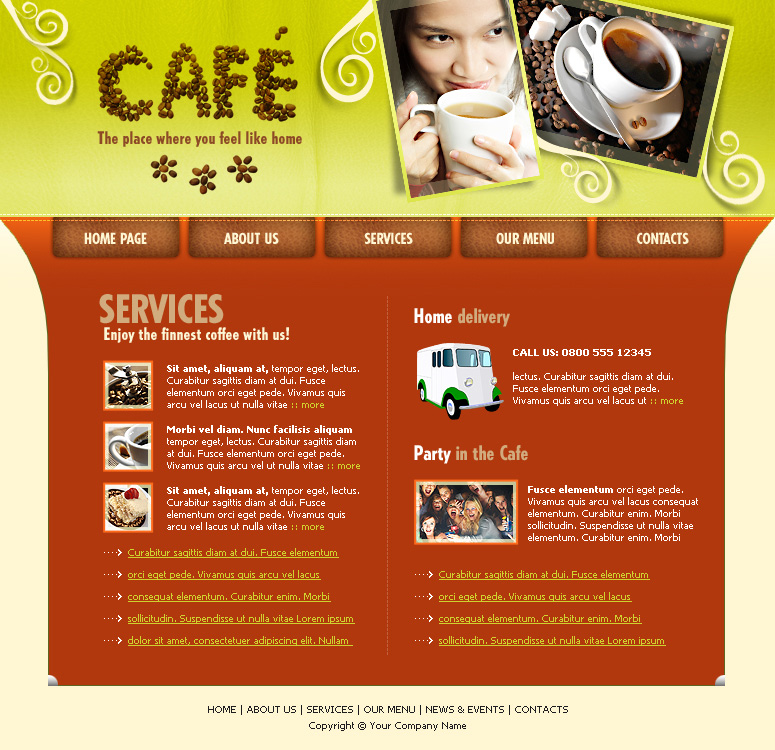 CAFÉ
The place where you feel like home
HOME PAGE
ABOUT US
SERVICES
OUR MENU
CONTACTS
SERVICES
Enjoy the finnest coffee with us!
Sit amet, aliquam at, tempor eget, lectus.
Curabitur sagittis diam at dui. Fusce
elementum orci eget pede. Vivamus quis
arcu vel lacus ut nulla vitae :: more
Morbi vel diam. Nunc facilisis aliquam
tempor eget, lectus. Curabitur sagittis diam
at dui. Fusce elementum orci eget pede.
Vivamus quis arcu vel ut nulla vitae :: more
Sit amet, aliquam at, tempor eget, lectus.
Curabitur sagittis diam at dui. Fusce
elementum orci eget pede. Vivamus quis
arcu vel lacus ut nulla vitae :: more
Curabitur sagittis diam at dui. Fusce elementum
orci eget pede. Vivamus quis arcu vel lacus
consequat elementum. Curabitur enim. Morbi
sollicitudin. Suspendisse ut nulla vitae Lorem ipsum
dolor sit amet, consectetuer adipiscing elit. Nullam
Home delivery
CALL US: 0800 555 12345
lectus. Curabitur sagittis diam at dui.
Fusce elementum orci eget pede.
Vivamus quis arcu vel lacus ut :: more
Party in the Cafe
Fusce elementum orci eget pede.
Vivamus quis arcu vel lacus consequat
elementum. Curabitur enim. Morbi
sollicitudin. Suspendisse ut nulla vitae
elementum. Curabitur enim. Morbi
Curabitur sagittis diam at dui. Fusce elementum
orci eget pede. Vivamus quis arcu vel lacus
consequat elementum. Curabitur enim. Morbi
sollicitudin. Suspendisse ut nulla vitae Lorem ipsum
HOME | ABOUT US | SERVICES | OUR MENU | NEWS & EVENTS | CONTACTS
Copyright © Your Company Name